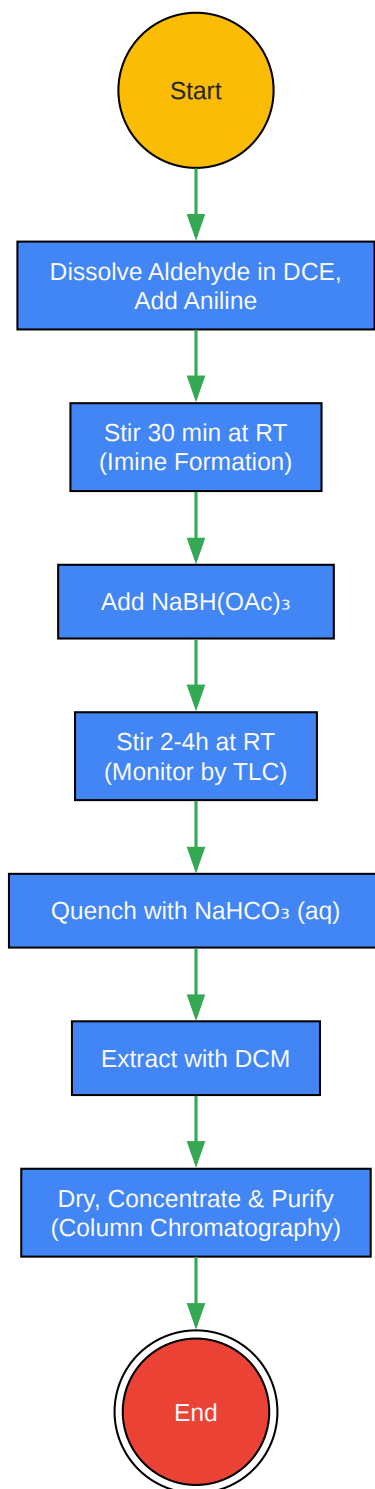 Start
Dissolve Aldehyde in DCE,
Add Aniline
Stir 30 min at RT
(Imine Formation)
Add NaBH(OAc)₃
Stir 2-4h at RT
(Monitor by TLC)
Quench with NaHCO₃ (aq)
Extract with DCM
Dry, Concentrate & Purify
(Column Chromatography)
End